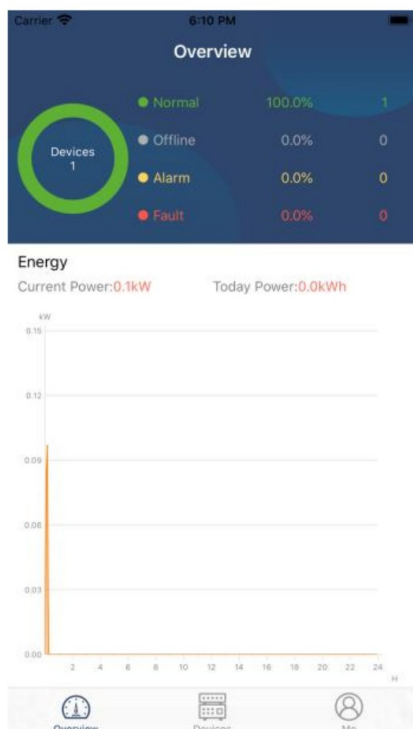 Carrier 6:10 PM
Overview
Devices
1
Normal 100.0% 1
Offline 0.0% 0
Alarm 0.0% 0
Fault 0.0% 0
Energy
Current Power:0.1kW Today Power:0.0kWh
kW
0.15
0.12
0.09
0.06
0.03
0.00
2 4 6 8 10 12 14 16 18 20 22 24
H
Overview Devices Me